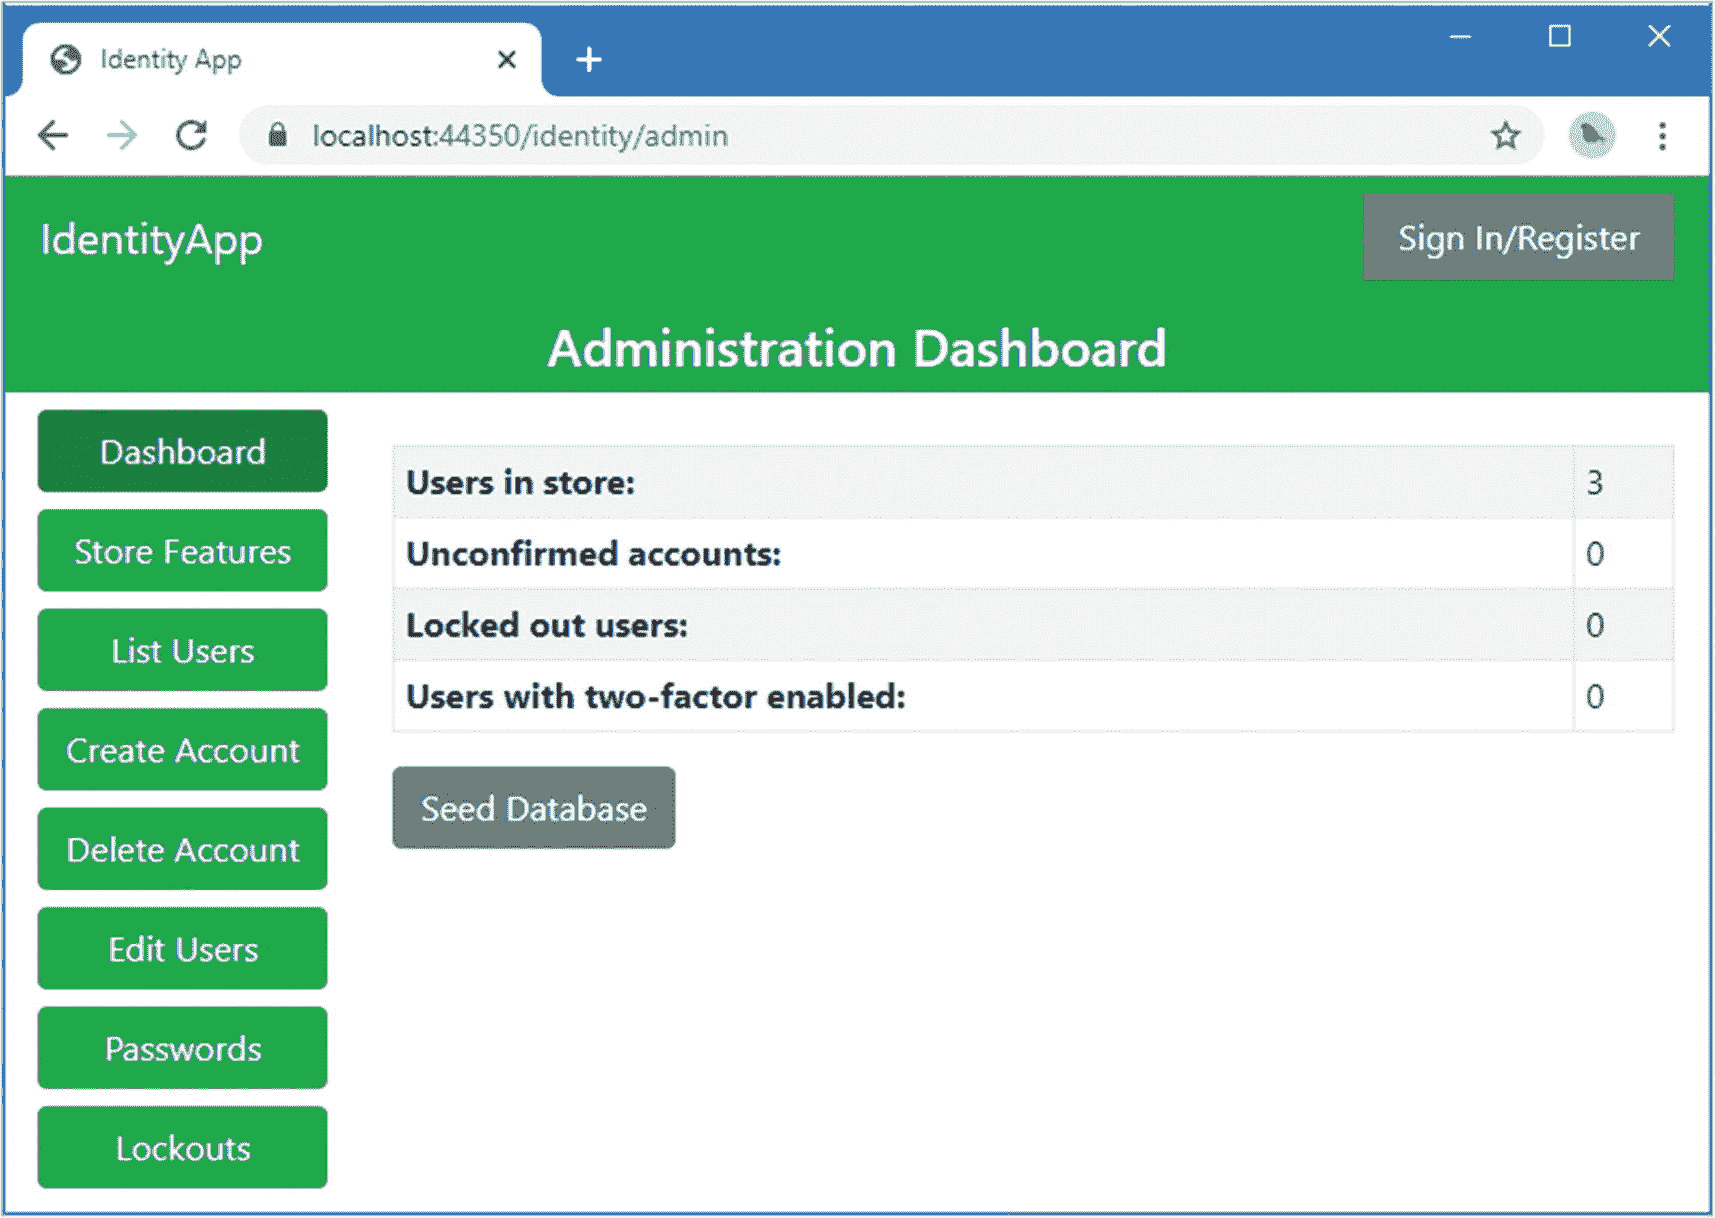 Identity App
localhost:44350/identity/admin
IdentityApp
Sign In/Register
Administration Dashboard
Dashboard
Store Features
List Users
Create Account
Delete Account
Edit Users
Passwords
Lockouts
Users in store: 3
Unconfirmed accounts: 0
Locked out users: 0
Users with two-factor enabled: 0
Seed Database